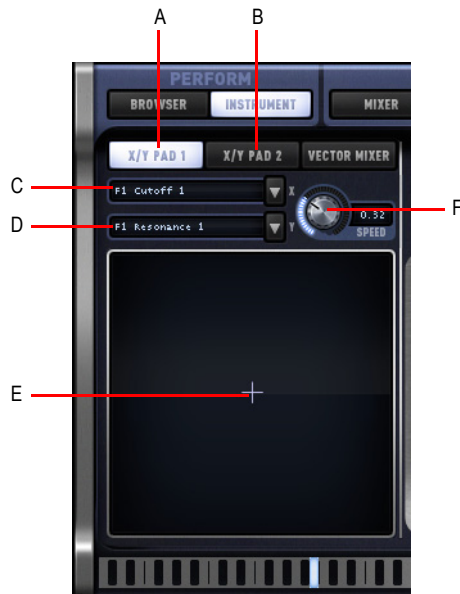 A
B
PERFORM
BROWSER INSTRUMENT MIXER
X/Y PAD 1 X/Y PAD 2 VECTOR MIXER
C
F1 Cutoff 1 X
F
0.32
D
F1 Resonance 1 Y SPEED
E